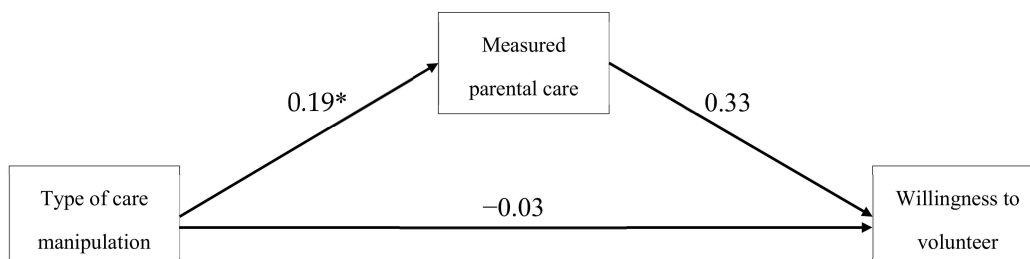 Measured
parental care
0.19*
0.33
Type of care
manipulation
−0.03
Willingness to
volunteer